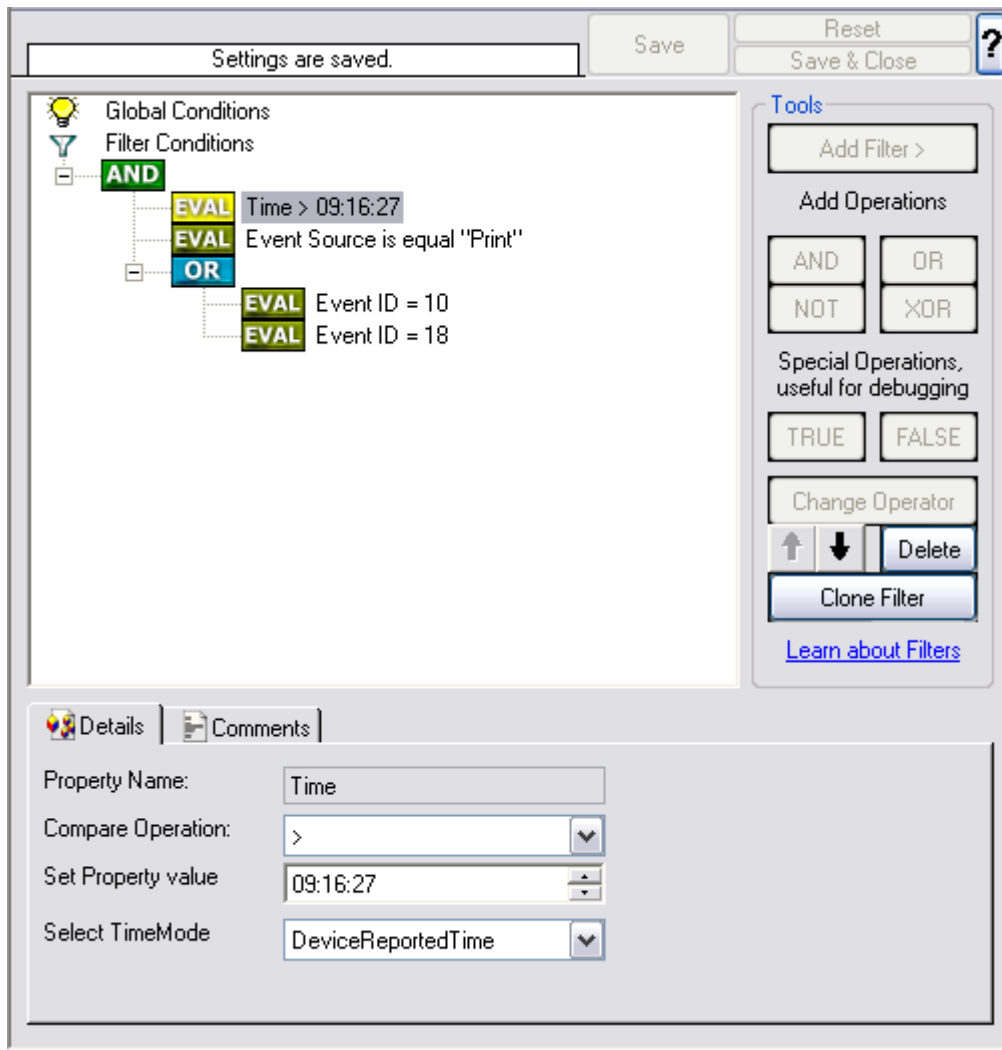 Settings are saved.
Save
Reset
Save & Close
?
Global Conditions
Filter Conditions
AND
EVAL Time > 09:16:27
EVAL Event Source is equal "Print"
OR
EVAL Event ID = 10
EVAL Event ID = 18
Tools
Add Filter >
Add Operations
AND OR
NOT XOR
Special Operations,
useful for debugging
TRUE FALSE
Change Operator
Delete
Clone Filter
Learn about Filters
Details Comments
Property Name: Time
Compare Operation: >
Set Property value 09:16:27
Select TimeMode DeviceReportedTime